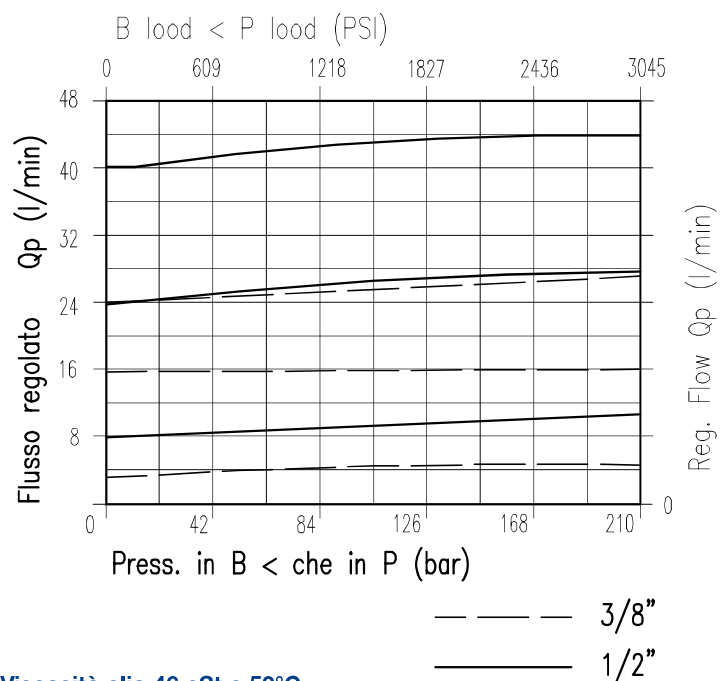 B lood < P lood (PSI)
0 609 1218 1827 2436 3045
48
40
32
24
16
8
0
Flusso regolato Qp (l/min)
Reg. Flow Qp (l/min)
0
42 84 126 168 210
Press. in B < che in P (bar)
3/8”
1/2”